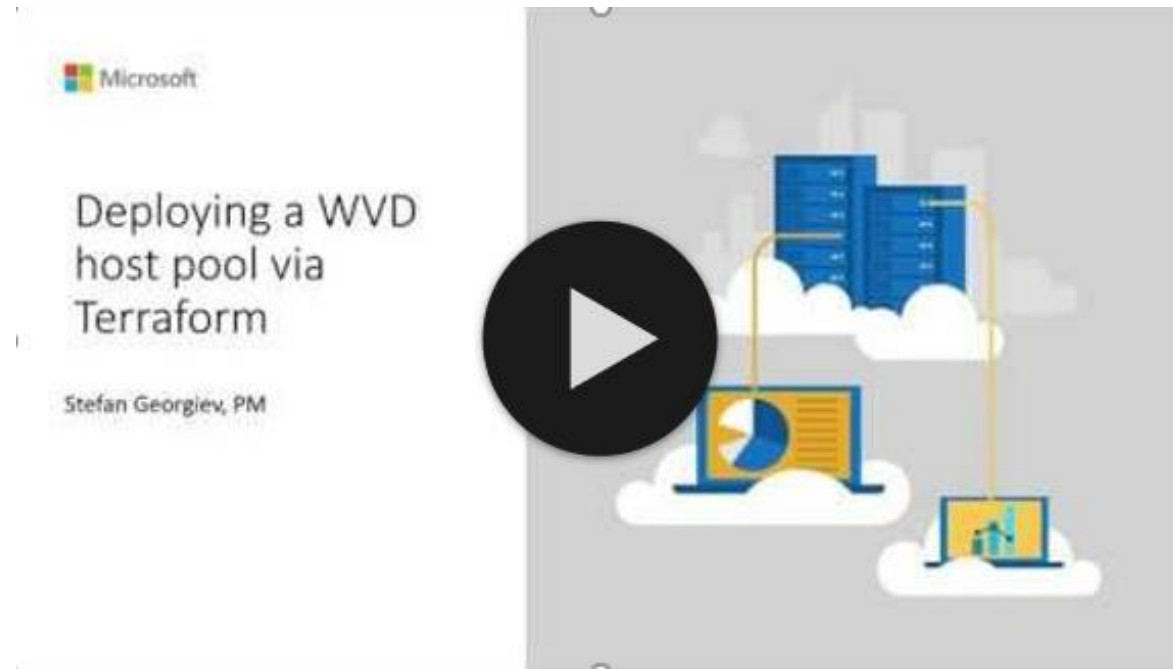 Microsoft
Deploying a WVD
host pool via
Terraform
Stefan Georgiev, PM